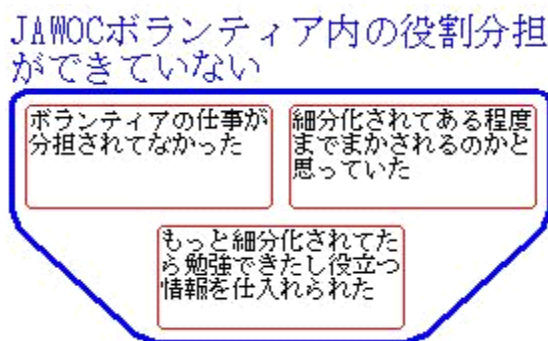 JAWOCボランティア内の役割分担
ができていない
ボランティアの仕事が
分担されてなかった
細分化されてある程度
までまかされるのかと
思っていた
もっと細分化されてた
ら勉強できたし役立つ
情報を仕入れられた